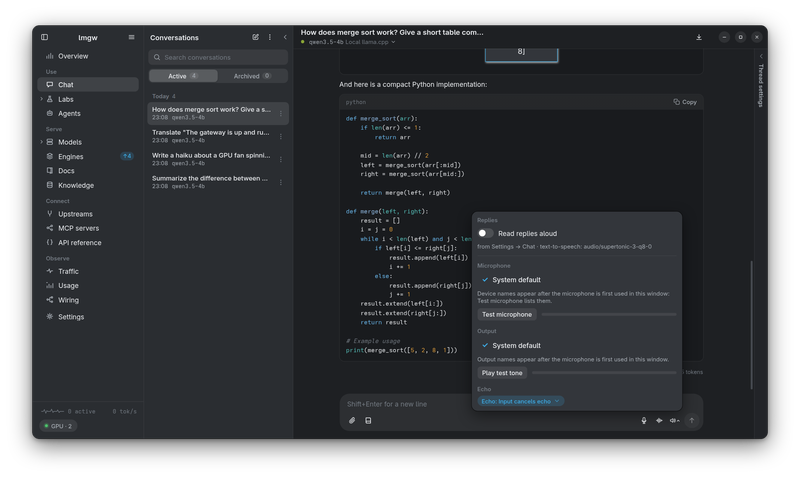 lmgw
Overview
Use
Chat
Labs
Agents
Serve
Models
Engines
↑4
Docs
Knowledge
Connect
Upstreams
MCP servers
API reference
Observe
Traffic
Usage
Wiring
Settings
0 active
0 tok/s
GPU · 2
Conversations
Search conversations
Active 4
Archived 0
Today 4
How does merge sort work? Give a s...
23:08 qwen3.5-4b
Translate "The gateway is up and ru...
23:08 qwen3.5-4b
Write a haiku about a GPU fan spinni...
23:08 qwen3.5-4b
Summarize the difference between ...
23:08 qwen3.5-4b
How does merge sort work? Give a short table com...
qwen3.5-4b Local llama.cpp
8]
And here is a compact Python implementation:
python
Copy
def merge_sort(arr):
if len(arr) <= 1:
return arr
mid = len(arr) // 2
left = merge_sort(arr[:mid])
right = merge_sort(arr[mid:])
return merge(left, right)
def merge(left, right):
result = []
i = j = 0
while i < len(left) and j < len
if left[i] <= right[j]:
result.append(left[i])
i += 1
else:
result.append(right[j])
j += 1
result.extend(left[i:])
result.extend(right[j:])
return result
# Example usage
print(merge_sort([5, 2, 8, 1]))
tokens
Shift+Enter for a new line
Replies
Read replies aloud
from Settings → Chat · text-to-speech: audio/supertonic-3-q8-0
Microphone
✓ System default
Device names appear after the microphone is first used in this window:
Test microphone lists them.
Test microphone
Output
✓ System default
Output names appear after the microphone is first used in this window.
Play test tone
Echo
Echo: Input cancels echo
Thread settings